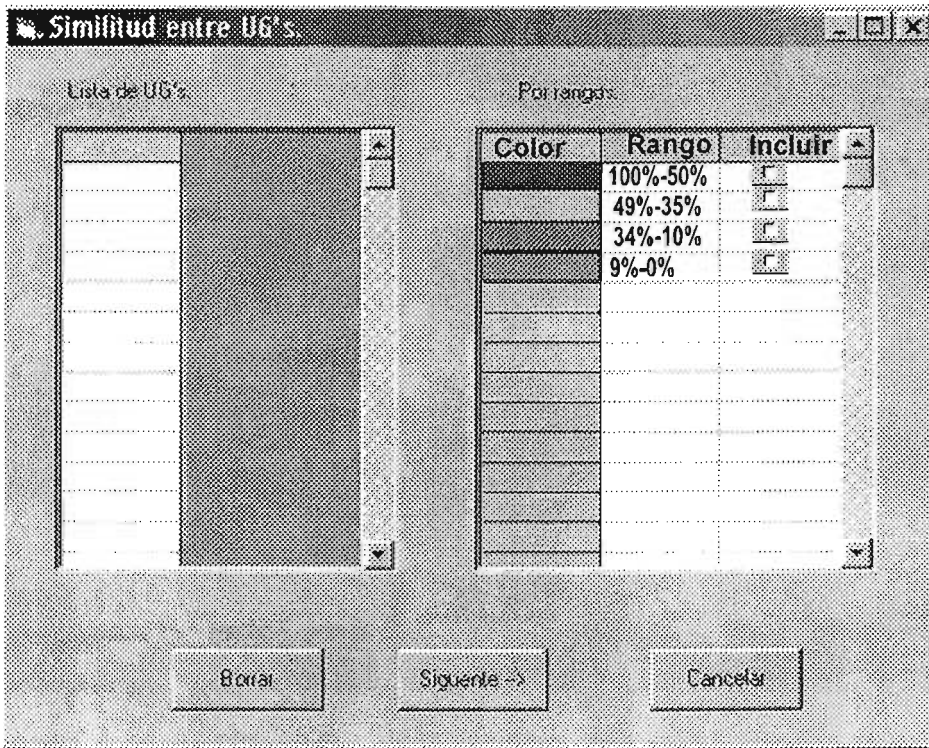 Similitud entre UG's.
Lista de UG's.
Por rangos.
Color Rango Incluir
100%-50%
49%-35%
34%-10%
9%-0%
Borrar Siguente --> Cancelar